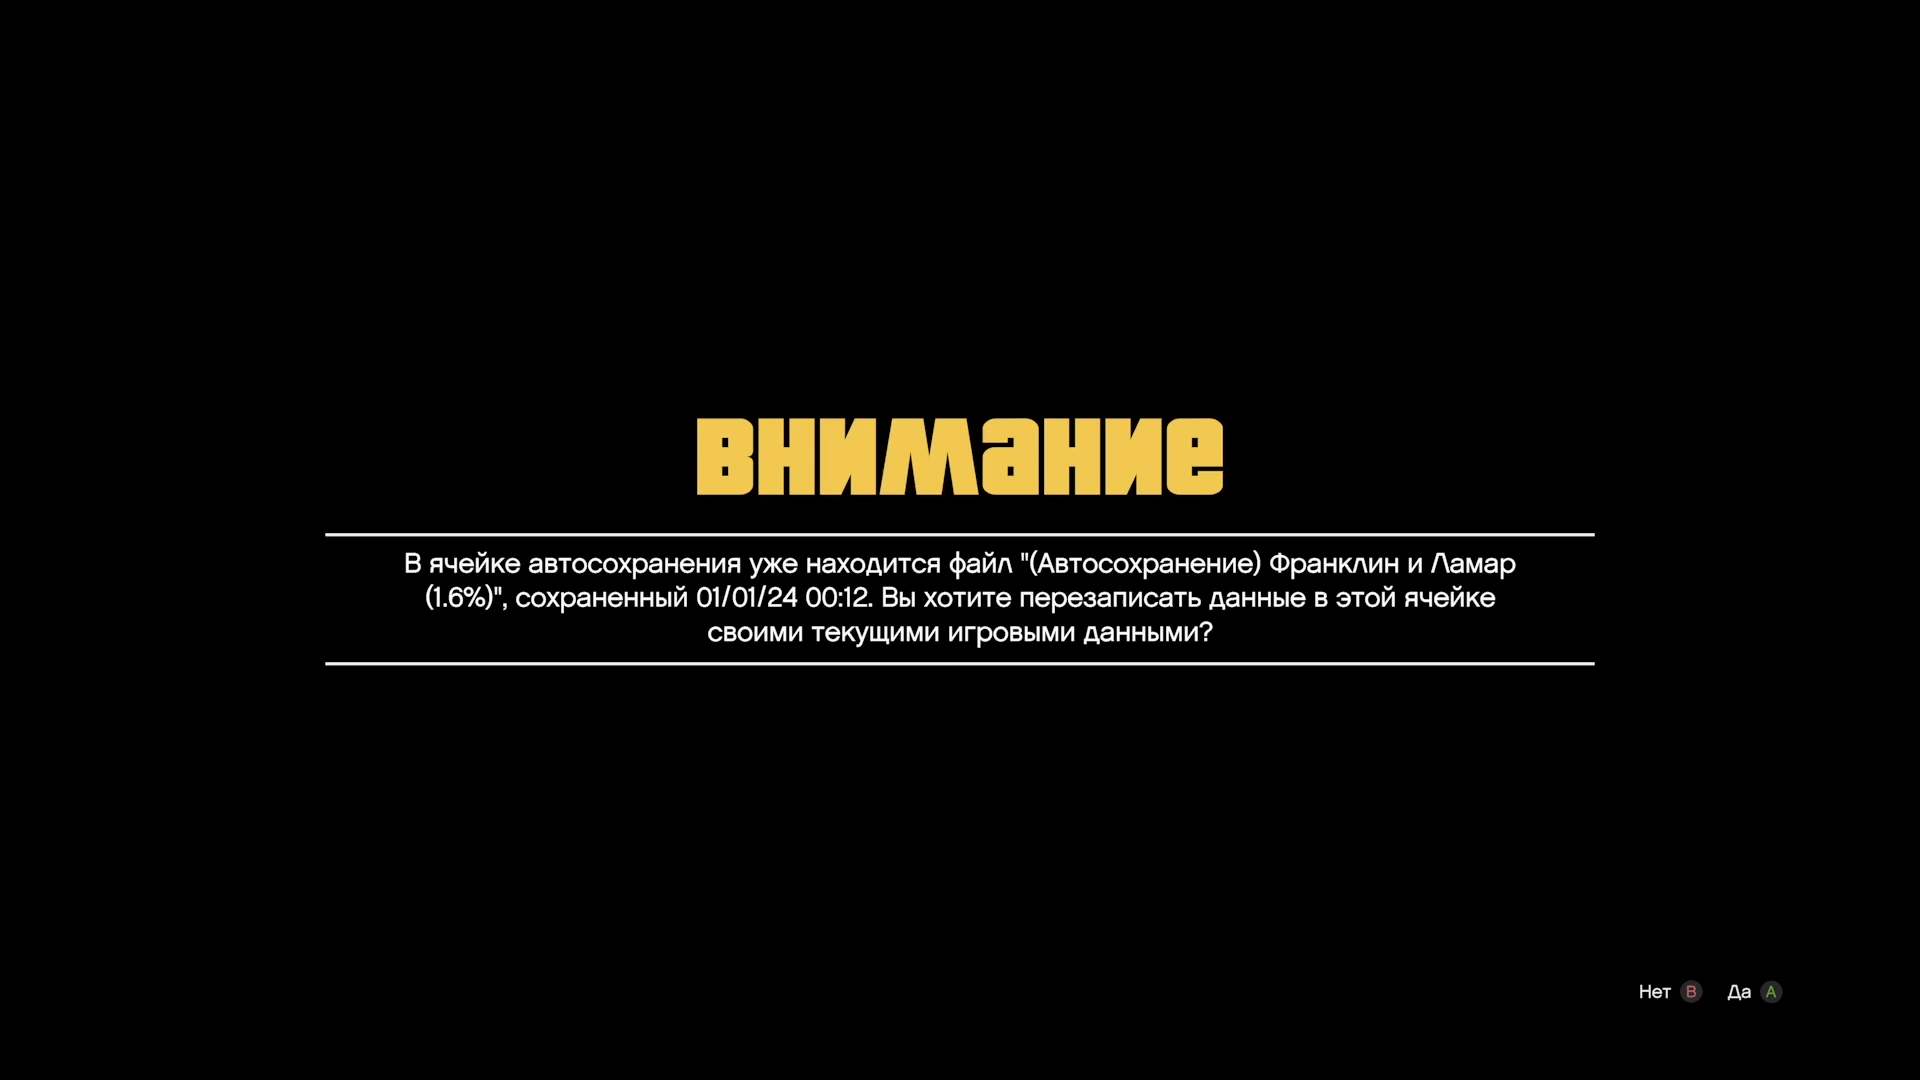 внимание
В ячейке автосохранения уже находится файл "(Автосохранение) Франклин и Ламар
(1.6%)", сохраненный 01/01/24 00:12. Вы хотите перезаписать данные в этой ячейке
своими текущими игровыми данными?
Нет B Да A